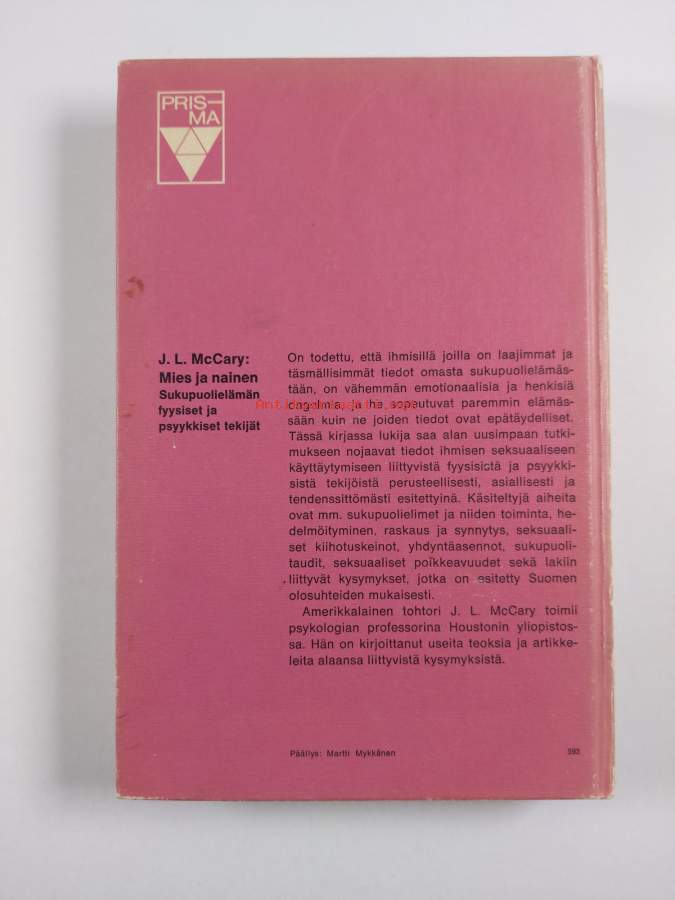 PRIS-
MA
J. L. McCary:
Mies ja nainen
Sukupuolielämän
fyysiset ja
psyykkiset tekijät
On todettu, että ihmisillä joilla on laajimmat ja
täsmällisimmät tiedot omasta sukupuolielämäs-
tään, on vähemmän emotionaalisia ja henkisiä
ongelmia, ja he sopeutuvat paremmin elämäs-
sään kuin ne joiden tiedot ovat epätäydelliset.
Tässä kirjassa lukija saa alan uusimpaan tutki-
mukseen nojaavat tiedot ihmisen seksuaaliseen
käyttäytymiseen liittyvistä fyysisistä ja psyykki-
sistä tekijöistä perusteellisesti, asiallisesti ja
tendenssittömästi esitettyinä. Käsiteltyjä aiheita
ovat mm. sukupuolielimet ja niiden toiminta, he-
delmöityminen, raskaus ja synnytys, seksuaali-
set kiihotuskeinot, yhdyntäasennot, sukupuoli-
taudit, seksuaaliset poikkeavuudet sekä lakiin
liittyvät kysymykset, jotka on esitetty Suomen
olosuhteiden mukaisesti.
Amerikkalainen tohtori J. L. McCary toimii
psykologian professorina Houstonin yliopistos-
sa. Hän on kirjoittanut useita teoksia ja artikke-
leita alaansa liittyvistä kysymyksistä.
Päällys: Martti Mykkänen